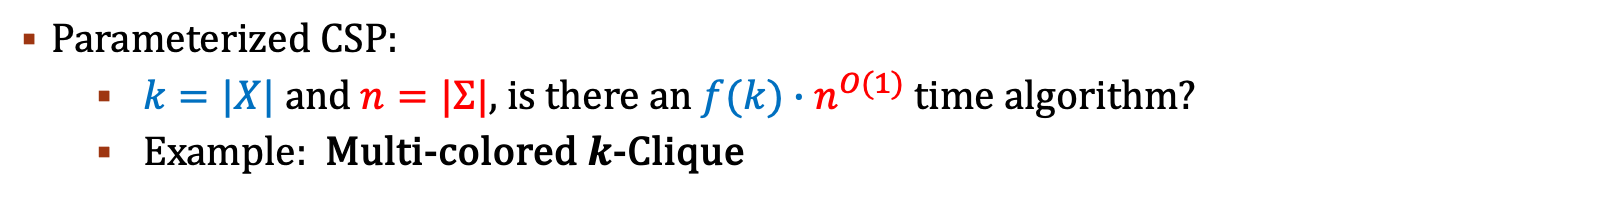 ▪ Parameterized CSP:
▪ k = |X| and n = |Σ|, is there an f(k) · n^{O(1)} time algorithm?
▪ Example: Multi-colored k-Clique